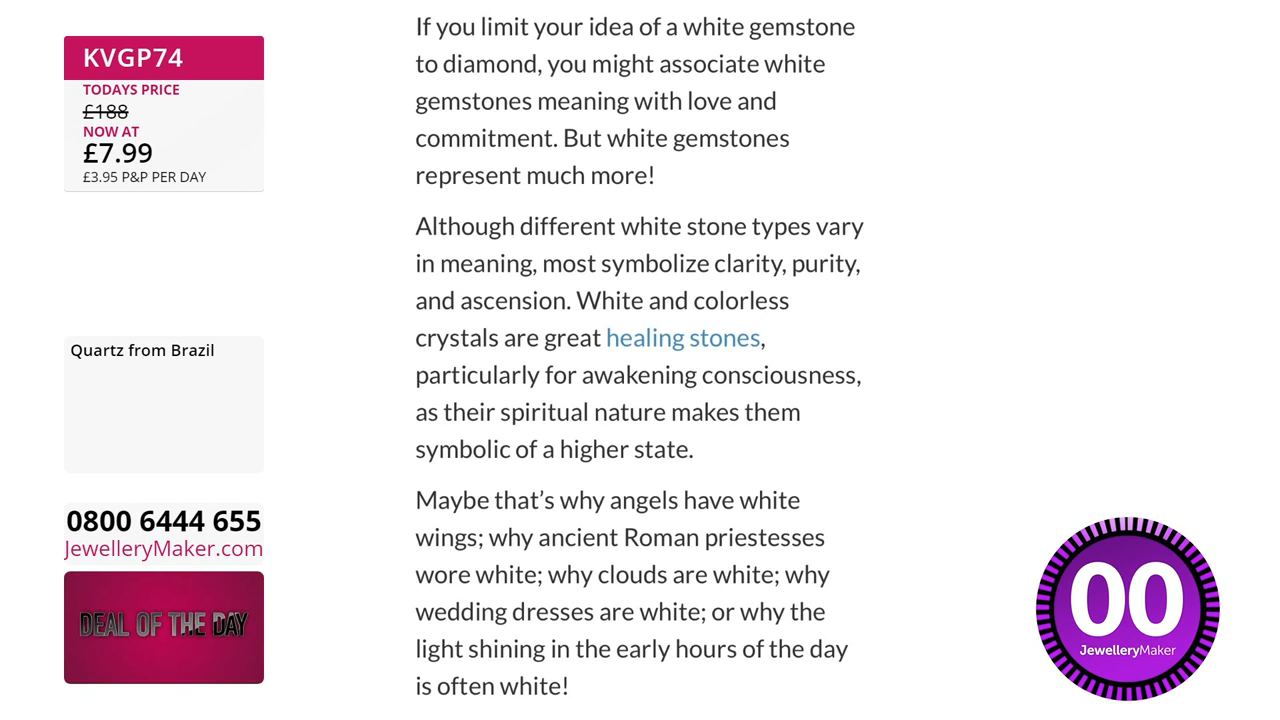 KVGP74
TODAYS PRICE
£188
NOW AT
£7.99
£3.95 P&P PER DAY
Quartz from Brazil
0800 6444 655
JewelleryMaker.com
DEAL OF THE DAY
If you limit your idea of a white gemstone
to diamond, you might associate white
gemstones meaning with love and
commitment. But white gemstones
represent much more!
Although different white stone types vary
in meaning, most symbolize clarity, purity,
and ascension. White and colorless
crystals are great healing stones,
particularly for awakening consciousness,
as their spiritual nature makes them
symbolic of a higher state.
Maybe that’s why angels have white
wings; why ancient Roman priestesses
wore white; why clouds are white; why
wedding dresses are white; or why the
light shining in the early hours of the day
is often white!
00
JewelleryMaker